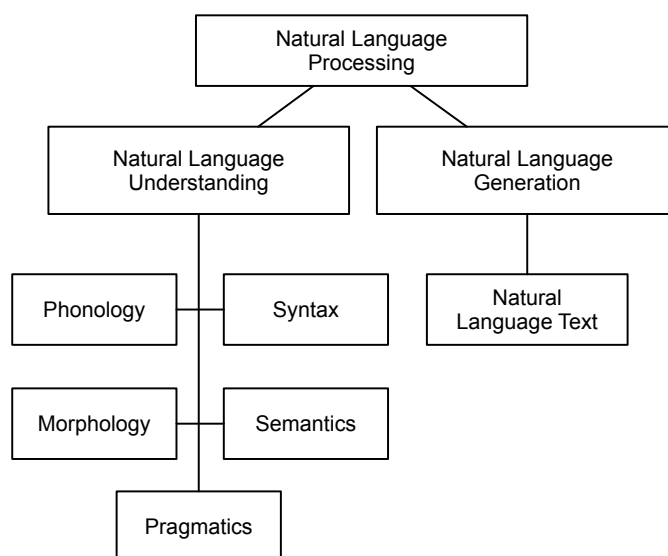 Natural Language
Processing
Natural Language
Understanding
Natural Language
Generation
Phonology
Syntax
Natural
Language Text
Morphology
Semantics
Pragmatics